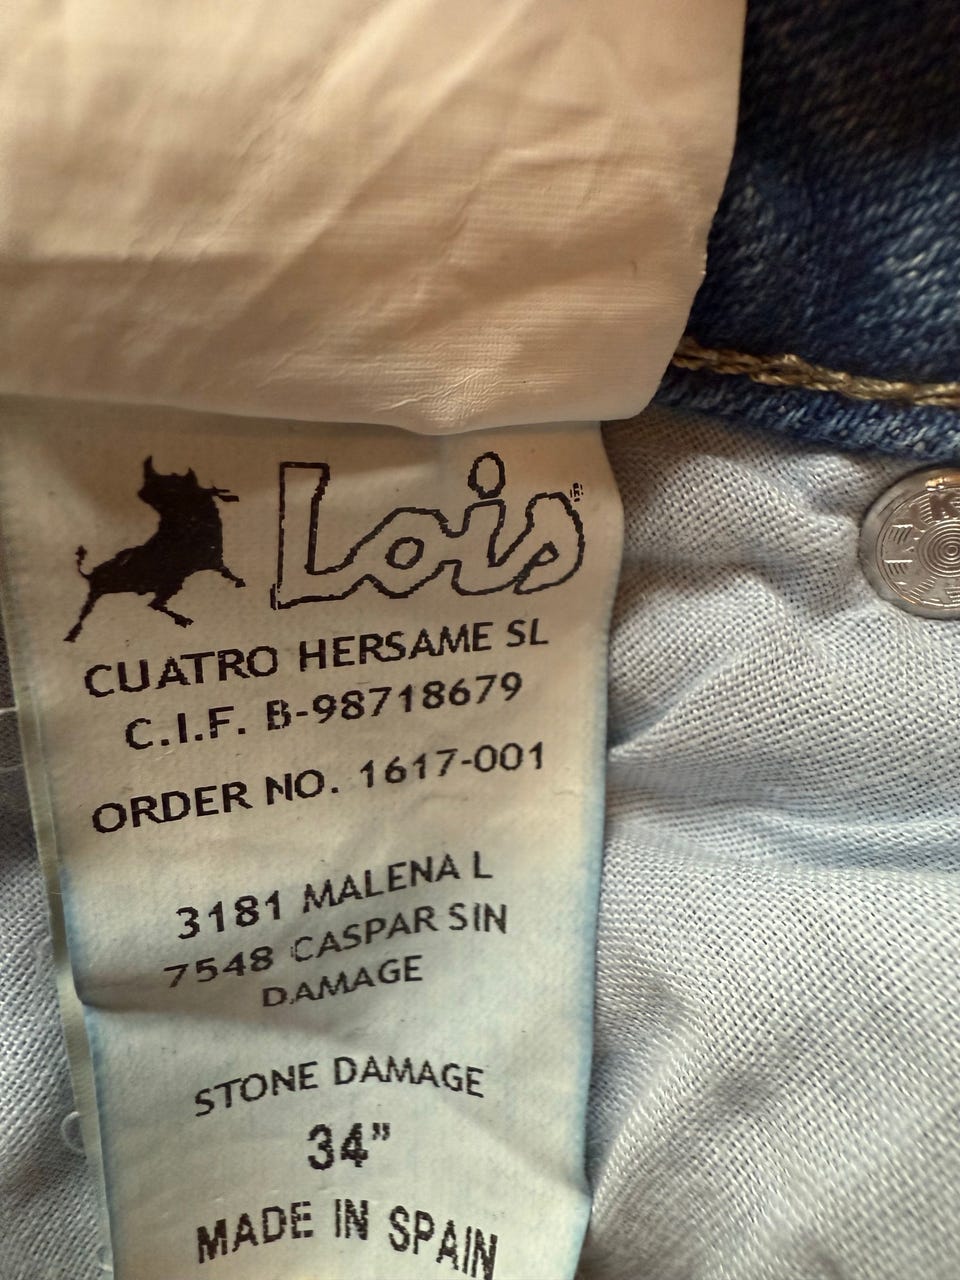 Lois®
CUATRO HERSAME SL
C.I.F. B-98718679
ORDER NO. 1617-001
3181 MALENA L
7548 CASPAR SIN
DAMAGE
STONE DAMAGE
34”
MADE IN SPAIN